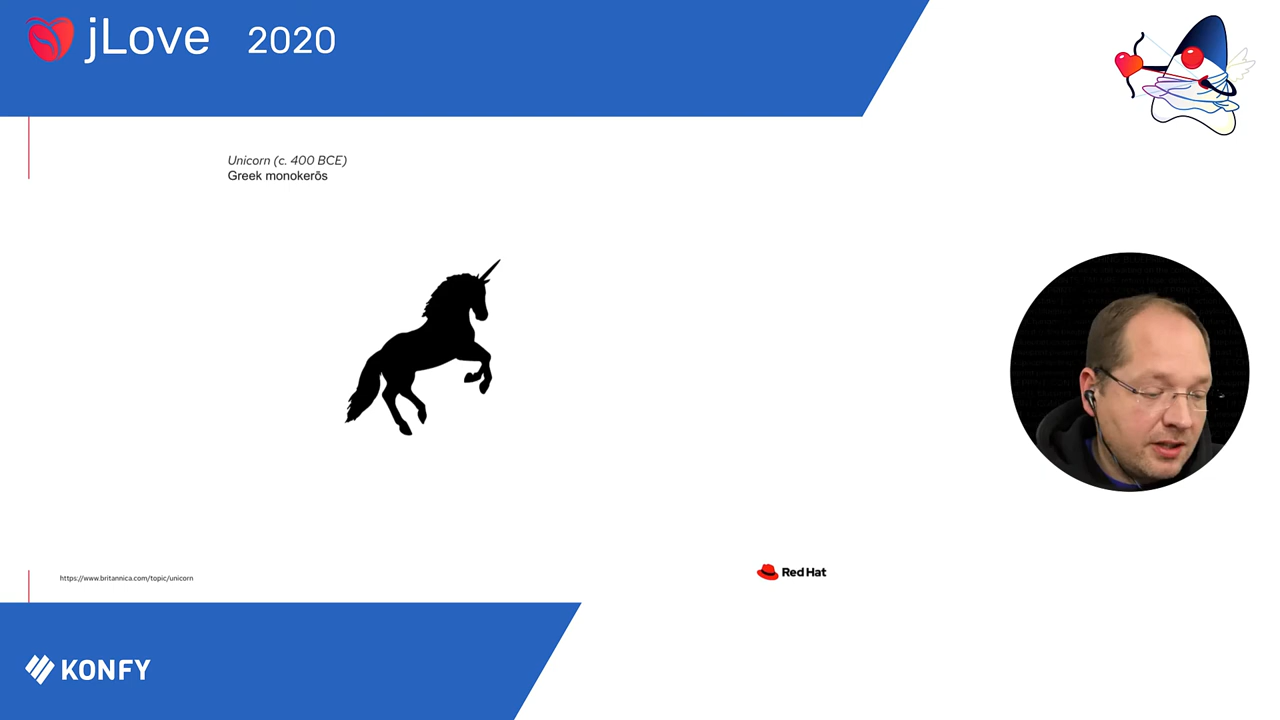 jLove 2020
Unicorn (c. 400 BCE)
Greek monokerōs
https://www.britannica.com/topic/unicorn
Red Hat
KONFY